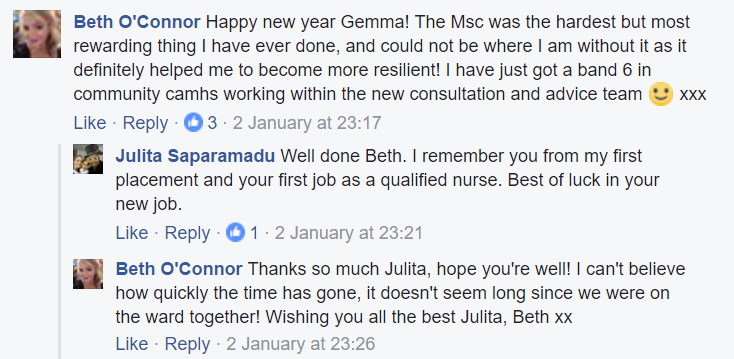 Beth O'Connor Happy new year Gemma! The Msc was the hardest but most
rewarding thing I have ever done, and could not be where I am without it as it
definitely helped me to become more resilient! I have just got a band 6 in
community camhs working within the new consultation and advice team 🙂 xxx
Like · Reply · 3 · 2 January at 23:17
Julita Saparamadu Well done Beth. I remember you from my first
placement and your first job as a qualified nurse. Best of luck in your
new job.
Like · Reply · 1 · 2 January at 23:21
Beth O'Connor Thanks so much Julita, hope you're well! I can't believe
how quickly the time has gone, it doesn't seem long since we were on
the ward together! Wishing you all the best Julita, Beth xx
Like · Reply · 2 January at 23:26